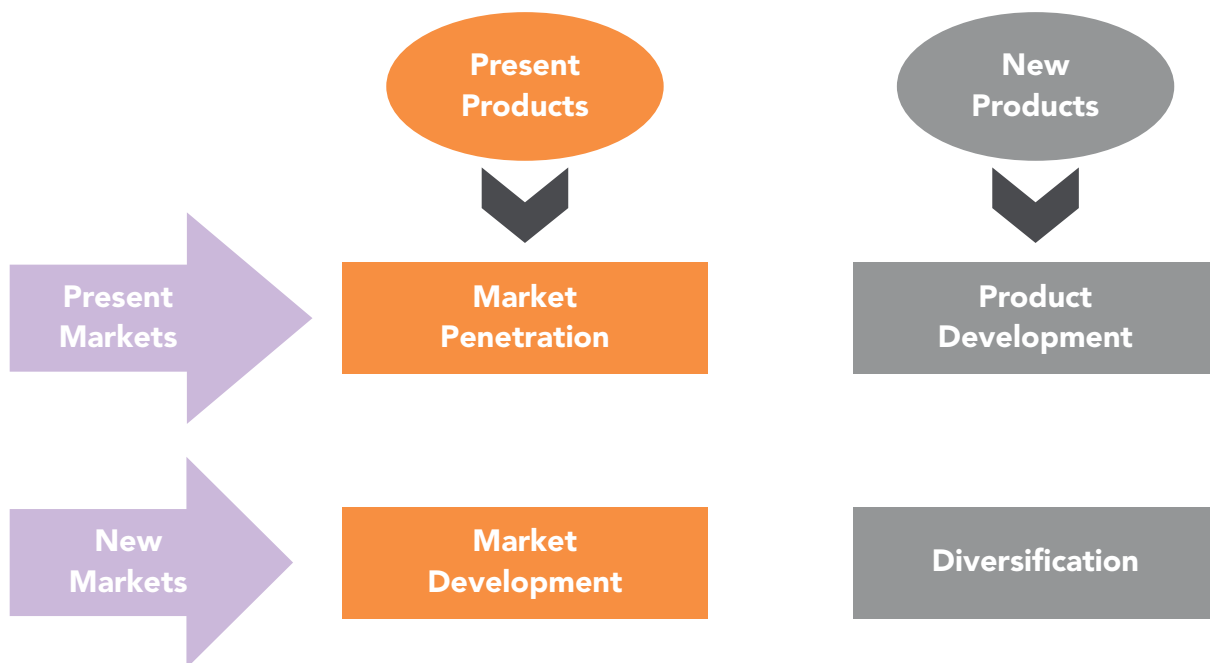 Present
Products
New
Products
Present
Markets
Market
Penetration
Product
Development
New
Markets
Market
Development
Diversification